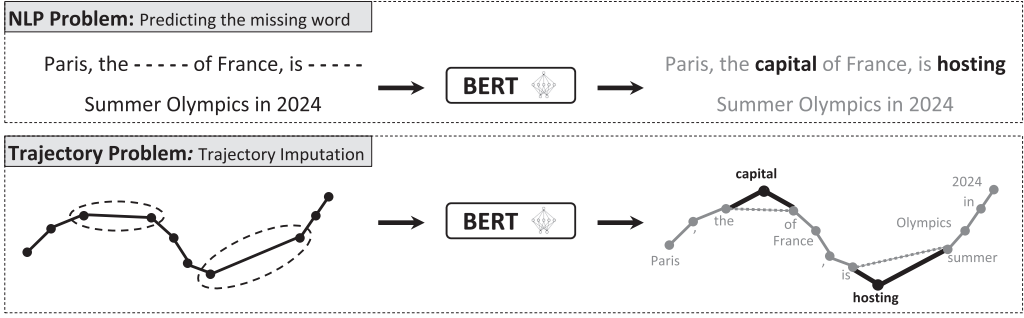 NLP Problem: Predicting the missing word
Paris, the ----- of France, is -----
Summer Olympics in 2024
BERT
Paris, the capital of France, is hosting
Summer Olympics in 2024
Trajectory Problem: Trajectory Imputation
BERT
capital
2024
in
the
Olympics
,
of
France
Paris
,
summer
is
hosting